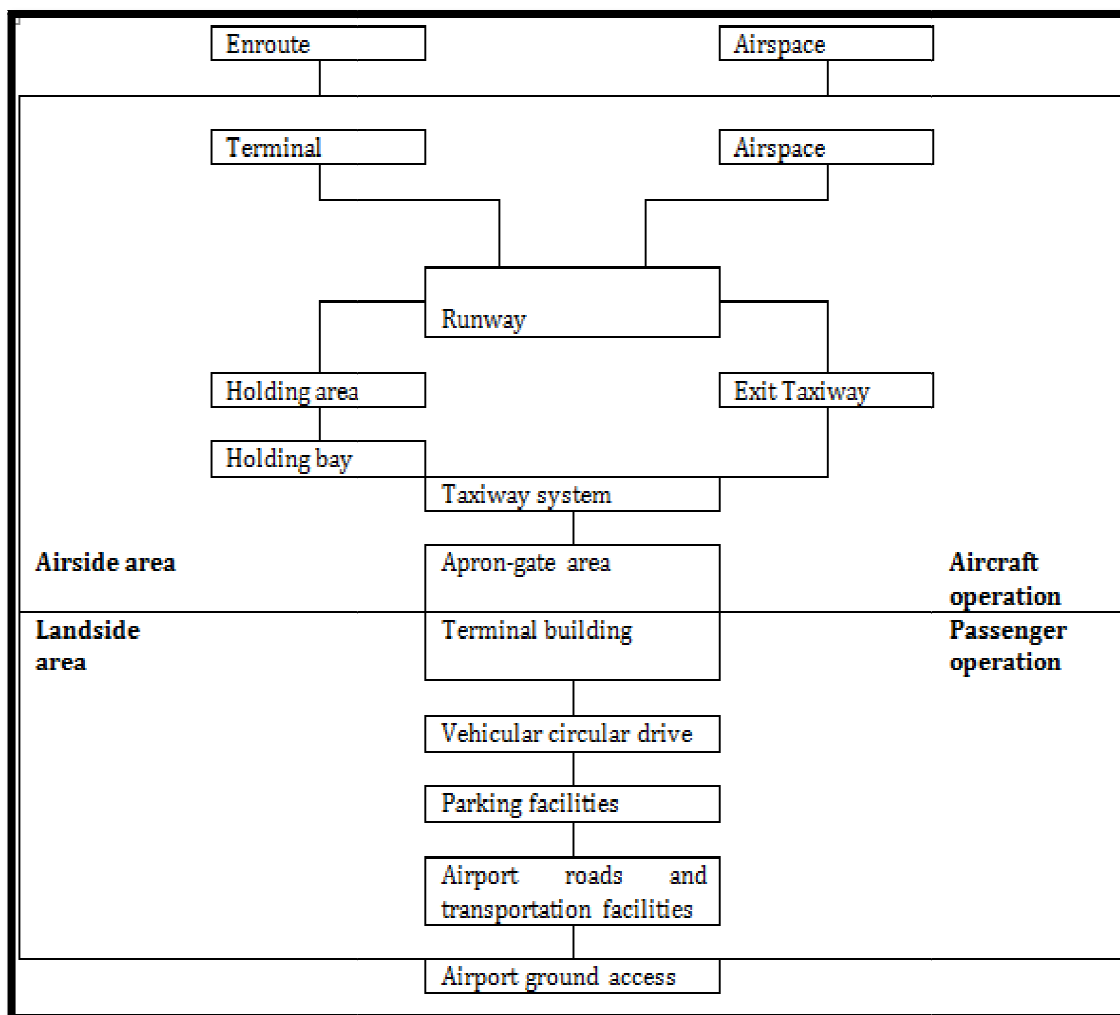 Enroute
Airspace
Terminal
Airspace
Runway
Holding area
Exit Taxiway
Holding bay
Taxiway system
Airside area
Apron-gate area
Aircraft
operation
Landside
area
Terminal building
Passenger
operation
Vehicular circular drive
Parking facilities
Airport roads and
transportation facilities
Airport ground access